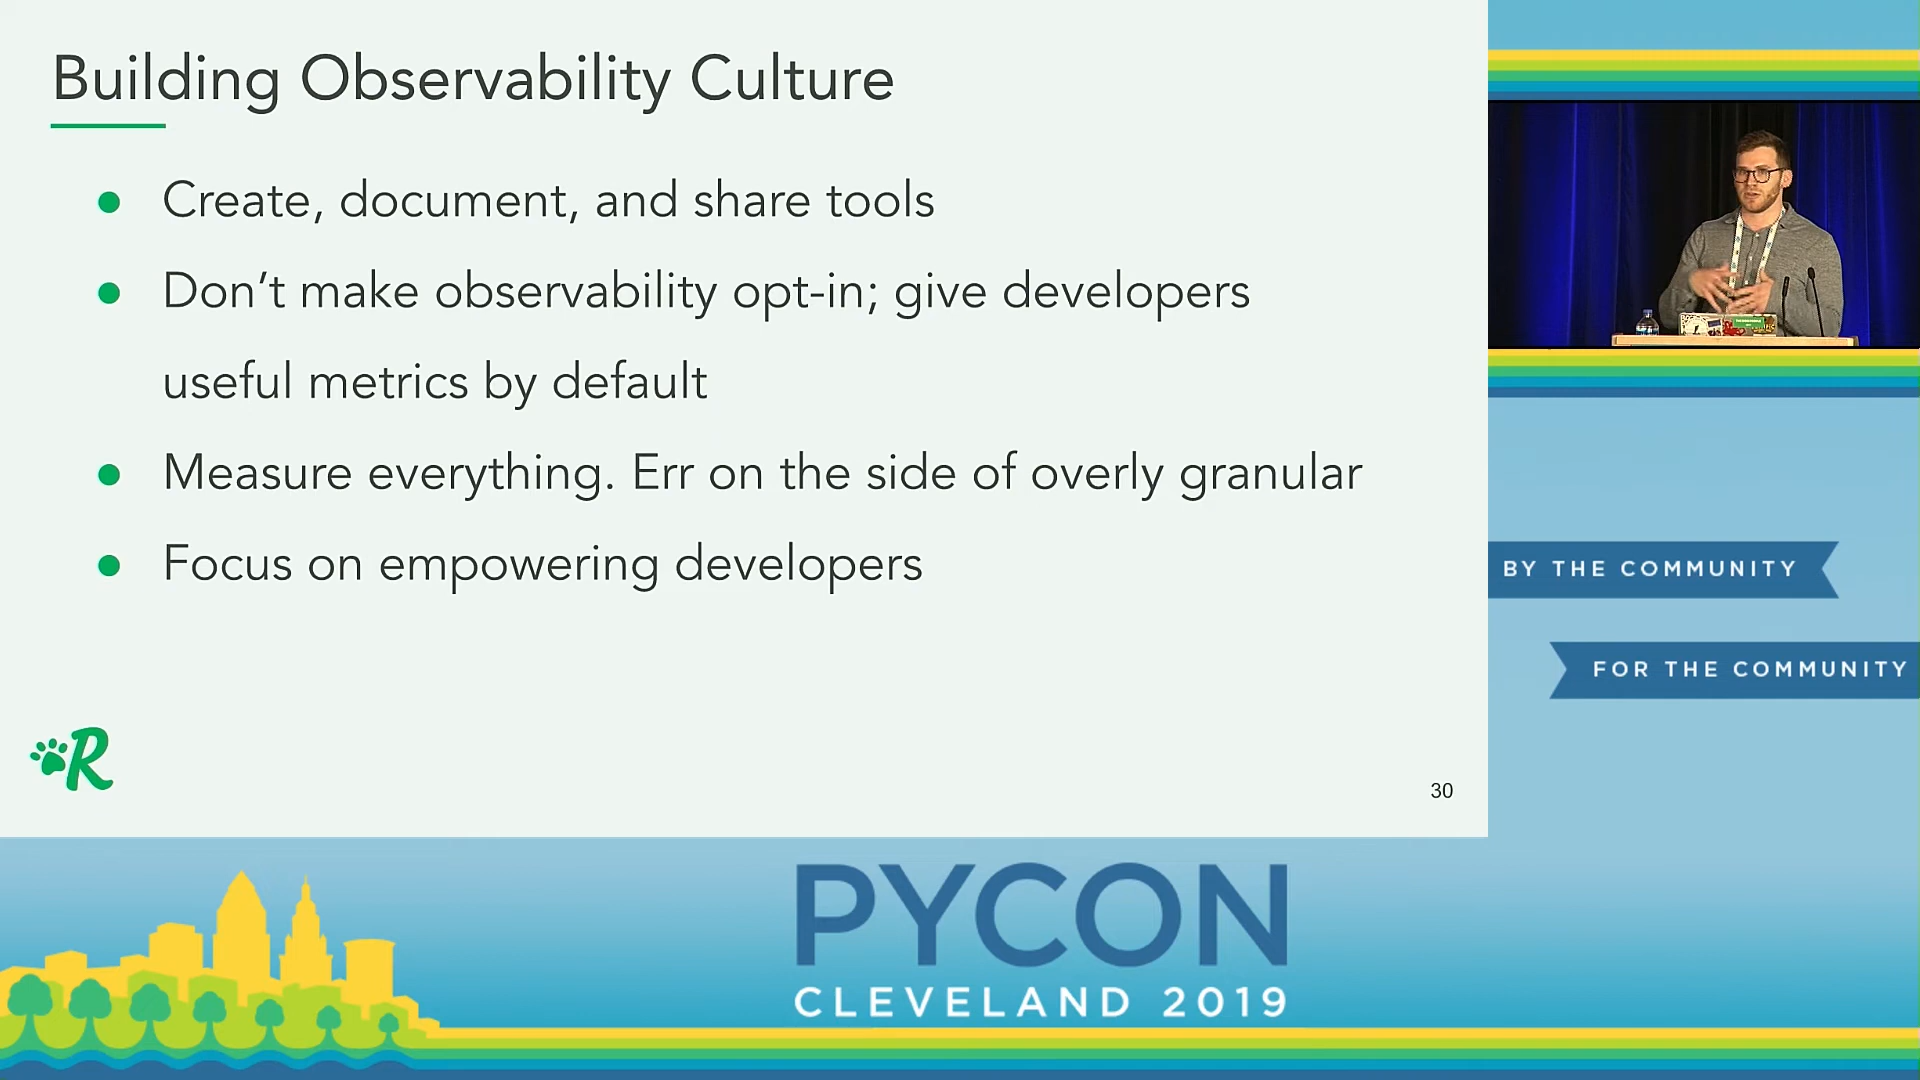 Building Observability Culture
● Create, document, and share tools
● Don’t make observability opt-in; give developers
useful metrics by default
● Measure everything. Err on the side of overly granular
● Focus on empowering developers
R
30
BY THE COMMUNITY
FOR THE COMMUNITY
PYCON
CLEVELAND 2019